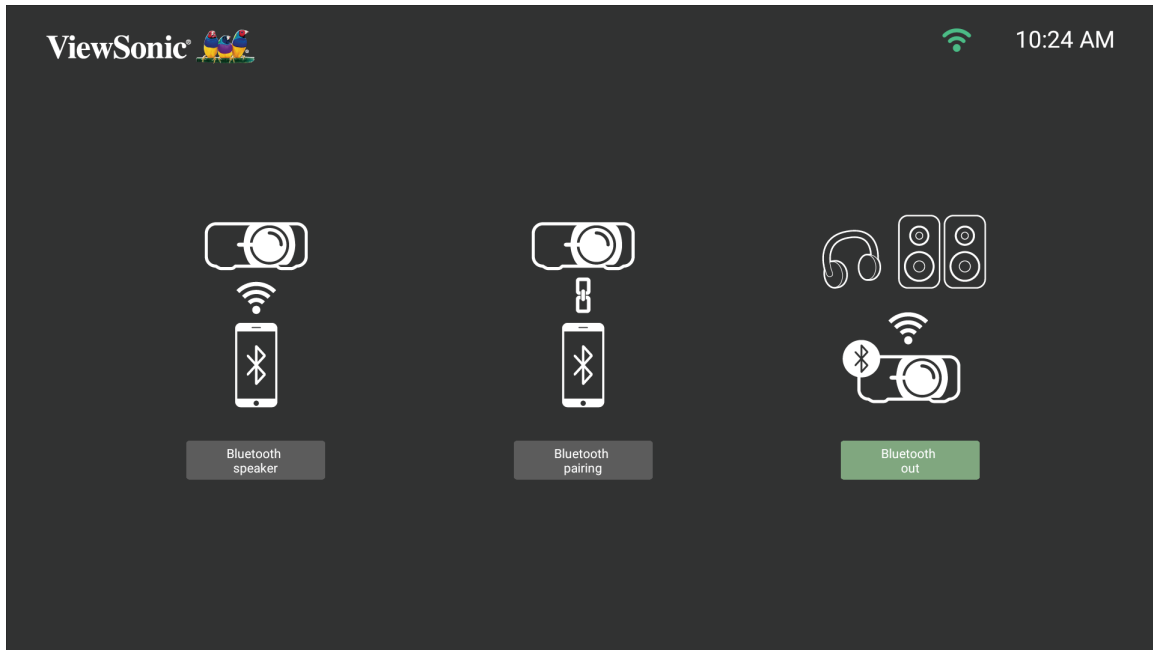 ViewSonic®
10:24 AM
Bluetooth
speaker
Bluetooth
pairing
Bluetooth
out